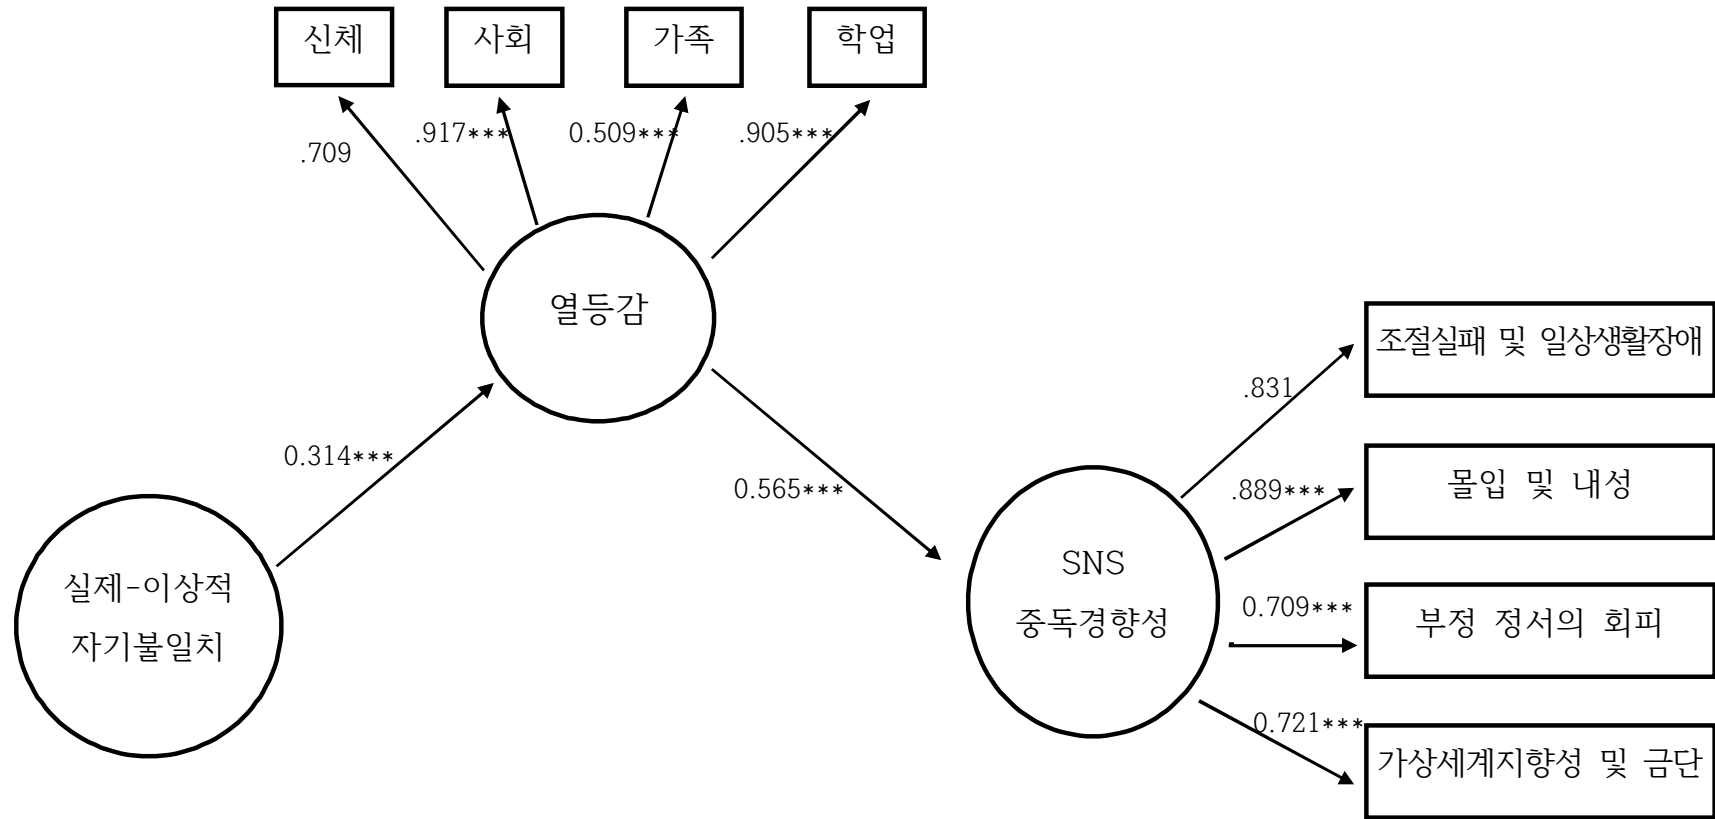 신체
사회
가족
학업
.709
.917***
0.509***
.905***
열등감
0.314***
0.565***
실제-이상적
자기불일치
SNS
중독경향성
.831
.889***
0.709***
0.721***
조절실패 및 일상생활장애
몰입 및 내성
부정 정서의 회피
가상세계지향성 및 금단